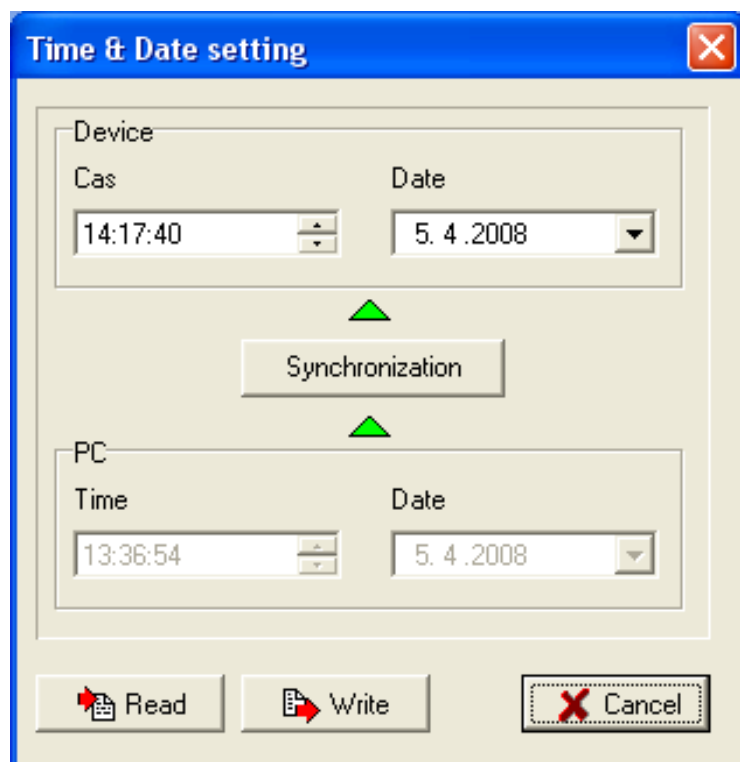 Time & Date setting
Device
Cas Date
14:17:40 5. 4 .2008
Synchronization
PC
Time Date
13:36:54 5. 4 .2008
Read Write Cancel